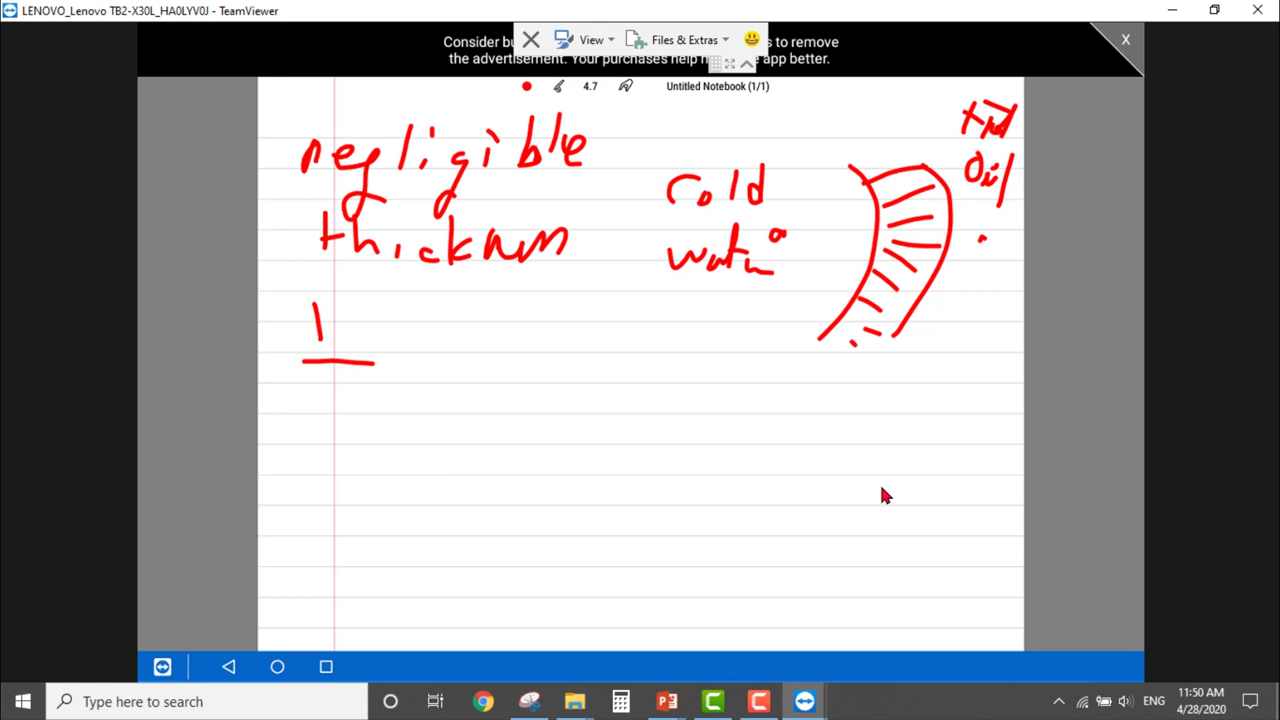 LENOVO_Lenovo TB2-X30L_HA0LYV0J - TeamViewer
View
Files & Extras
Consider bu
s to remove
the advertisement. Your purchases help
app better.
X
4.7
Untitled Notebook (1/1)
negligible
thickness
cold
water
Oil
1
Type here to search
ENG
11:50 AM
4/28/2020